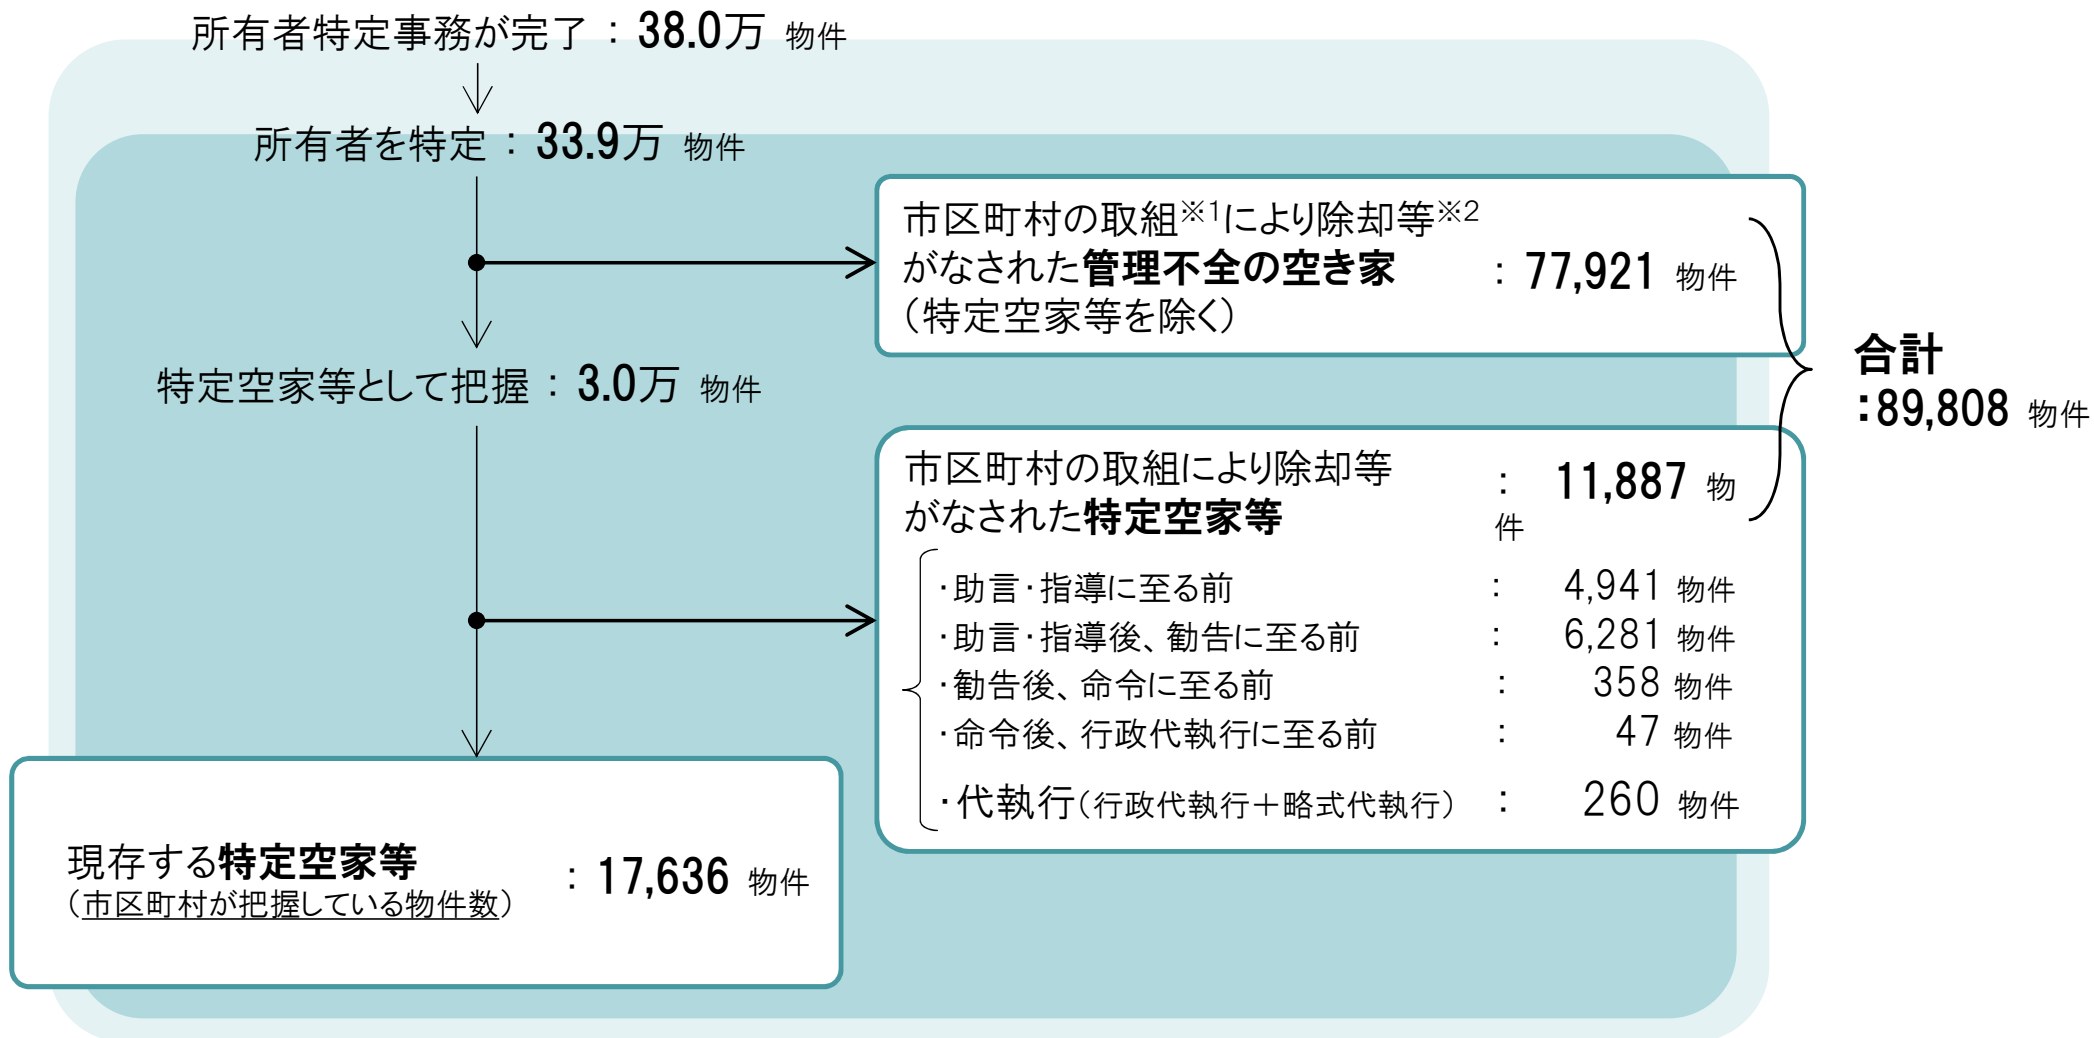 所有者特定事務が完了 : 38.0万 物件
所有者を特定 : 33.9万 物件
市区町村の取組※1により除却等※2
がなされた管理不全の空き家 : 77,921 物件
(特定空家等を除く)
合計
:89,808 物件
特定空家等として把握 : 3.0万 物件
市区町村の取組により除却等 : 11,887 物
がなされた特定空家等 件
・助言・指導に至る前 : 4,941 物件
・助言・指導後、勧告に至る前 : 6,281 物件
・勧告後、命令に至る前 : 358 物件
・命令後、行政代執行に至る前 : 47 物件
・代執行(行政代執行+略式代執行) : 260 物件
現存する特定空家等 : 17,636 物件
(市区町村が把握している物件数)